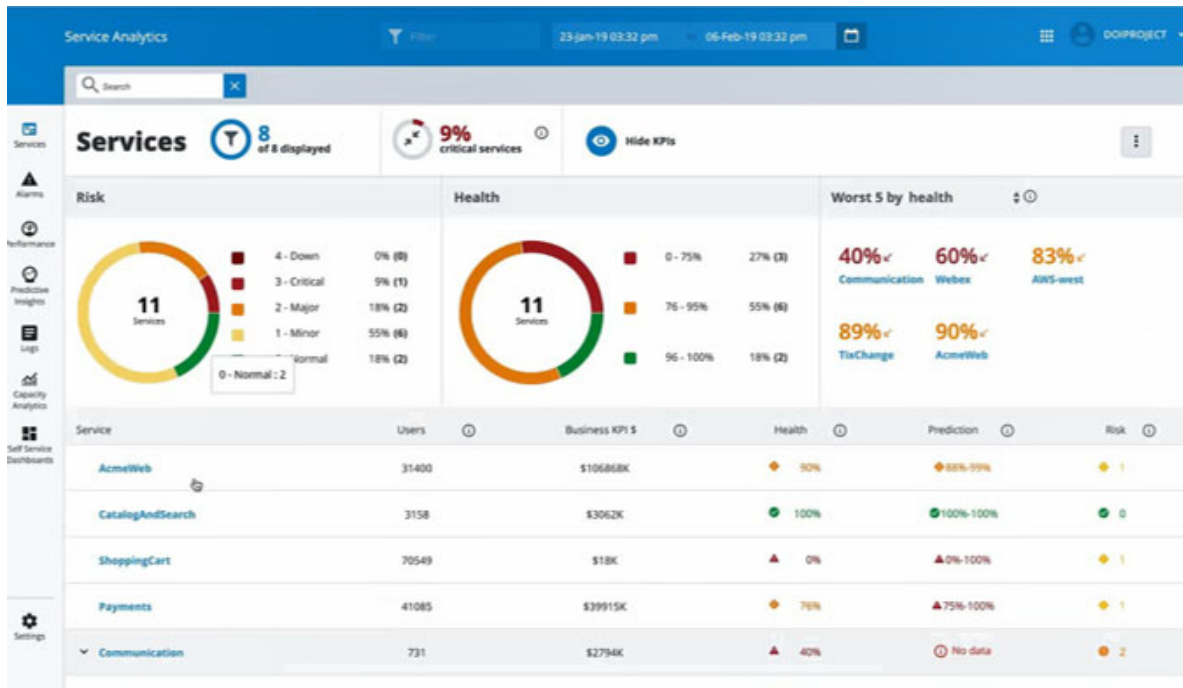 Service Analytics
Filter
23-Jan-19 03:32 pm
06-Feb-19 03:32 pm
DOIPROJECT
Search
Services
Alarms
Performance
Predictive
Insights
Logs
Capacity
Analytics
Self Service
Dashboards
Settings
Services
8
of 8 displayed
9%
critical services
Hide KPIs
Risk
11
Services
4 - Down 0% (0)
3 - Critical 9% (1)
2 - Major 18% (2)
1 - Minor 55% (6)
Normal 18% (2)
0 - Normal : 2
Health
11
Services
0 - 75% 27% (3)
76 - 95% 55% (6)
96 - 100% 18% (2)
Worst 5 by health
40% 60% 83%
Communication Webex AWS-west
89% 90%
TixChange AcmeWeb
Service Users Business KPI $ Health Prediction Risk
AcmeWeb 31400 $106868K 90% 88%-99% 1
CatalogAndSearch 3158 $3062K 100% 100%-100% 0
ShoppingCart 70549 $18K 0% 0%-100% 1
Payments 41085 $39915K 76% 75%-100% 1
Communication 731 $2794K 40% No data 2